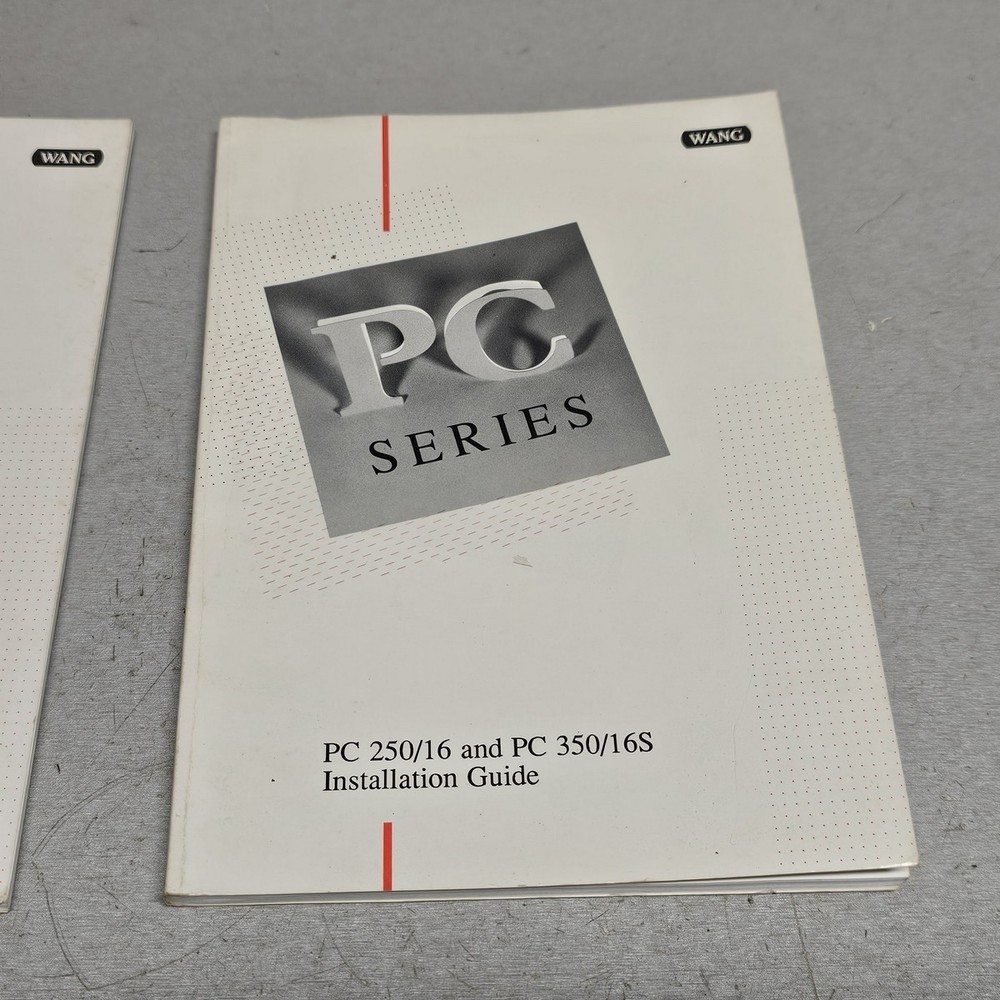 WANG
WANG
PC
SERIES
PC 250/16 and PC 350/16S
Installation Guide